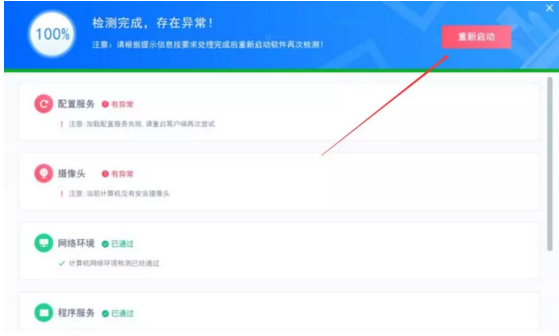 100%
检测完成，存在异常！
注意：请根据提示信息按要求处理完成后重新启动软件再次检测！
重新启动
配置服务 有异常
注意:加载配置服务失败,请重启客户端再次尝试
摄像头 有异常
注意:当前计算机没有安装摄像头
网络环境 已通过
计算机网络环境检测已经通过
程序服务 已通过